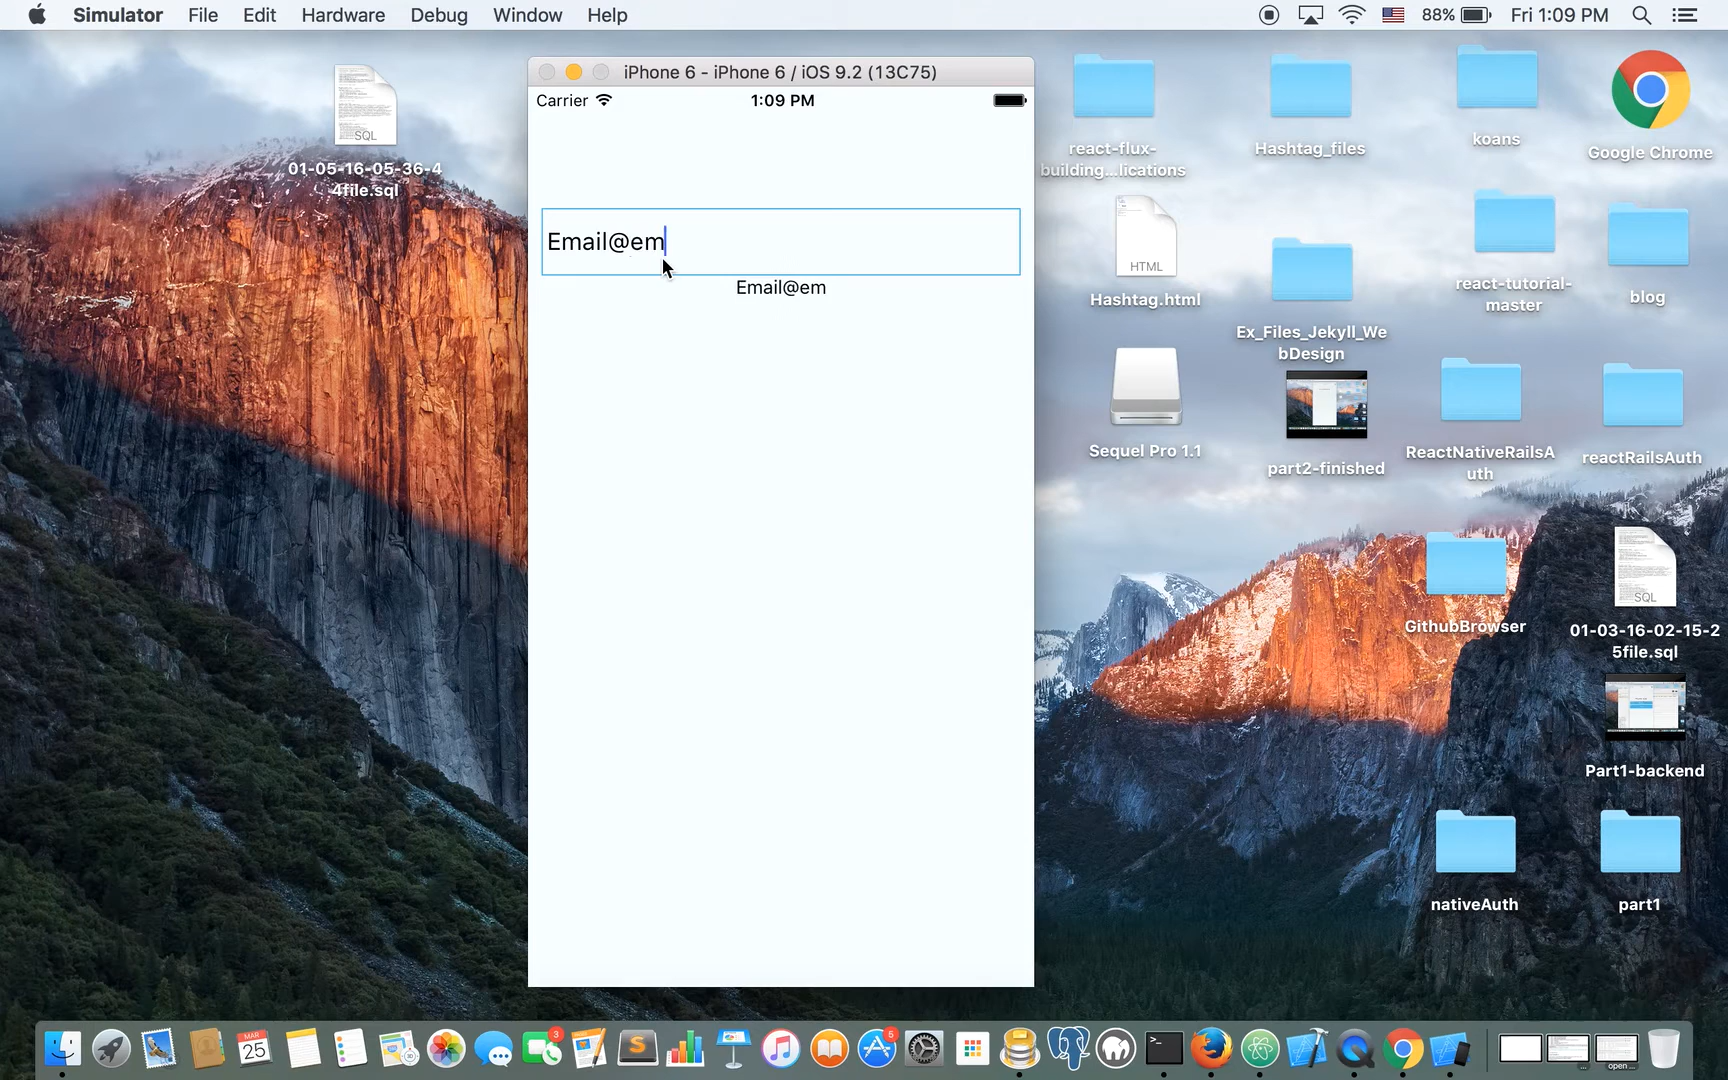 Simulator File Edit Hardware Debug Window Help 88% Fri 1:09 PM
SQL
01-05-16-05-36-4
4file.sql
iPhone 6 - iPhone 6 / iOS 9.2 (13C75)
Carrier 1:09 PM
Email@em
Email@em
react-flux-
building...lications
Hashtag_files
koans
Google Chrome
HTML
Hashtag.html
Ex_Files_Jekyll_We
bDesign
react-tutorial-
master
blog
Sequel Pro 1.1
part2-finished
ReactNativeRailsA
uth
reactRailsAuth
GithubBrowser
SQL
01-03-16-02-15-2
5file.sql
Part1-backend
nativeAuth
part1
MAR
25
3
S
6
open ...